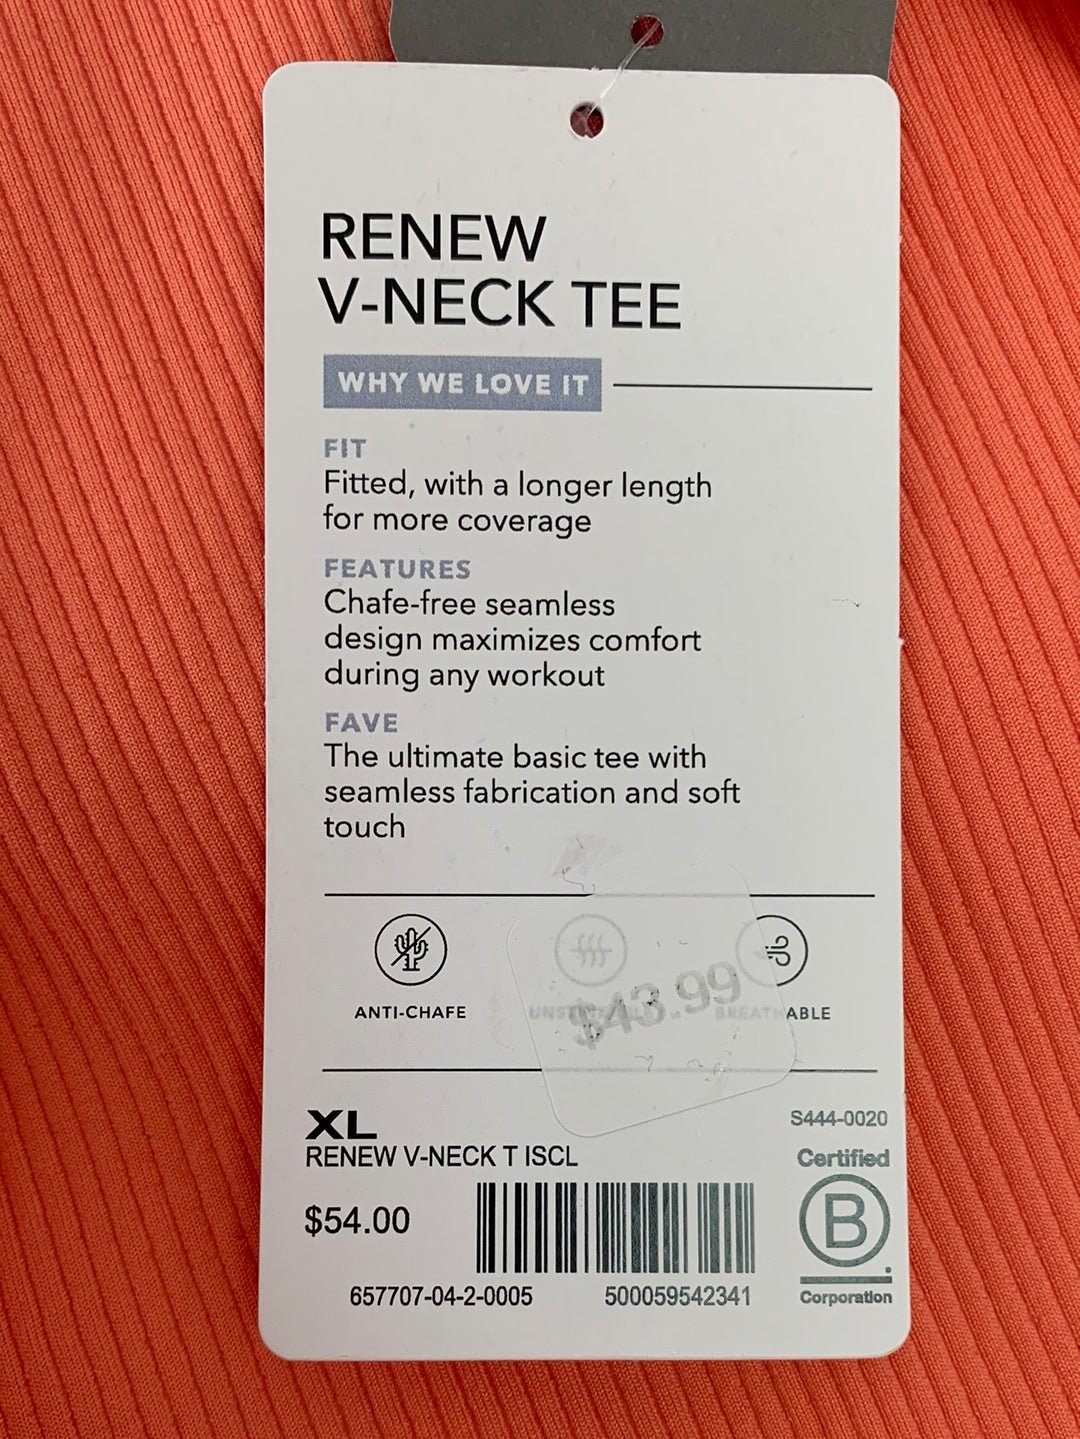 RENEW
V-NECK TEE
WHY WE LOVE IT
FIT
Fitted, with a longer length
for more coverage
FEATURES
Chafe-free seamless
design maximizes comfort
during any workout
FAVE
The ultimate basic tee with
seamless fabrication and soft
touch
ANTI-CHAFE BREATHABLE
$43.99
XL
S444-0020
RENEW V-NECK T ISCL
$54.00
657707-04-2-0005 500059542341
Certified
B
Corporation